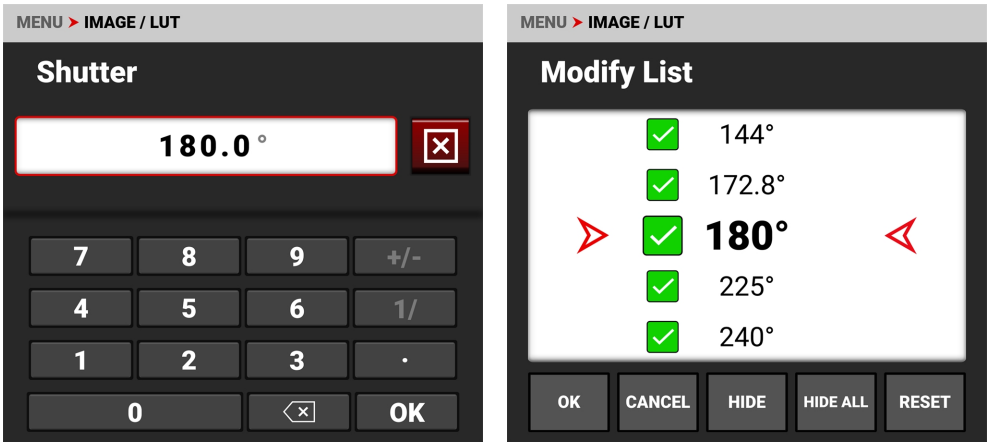 MENU ➤ IMAGE / LUT
Shutter
180.0°
7 8 9 +/-
4 5 6 1/
1 2 3 .
0 OK
MENU ➤ IMAGE / LUT
Modify List
144°
172.8°
180°
225°
240°
OK CANCEL HIDE HIDE ALL RESET